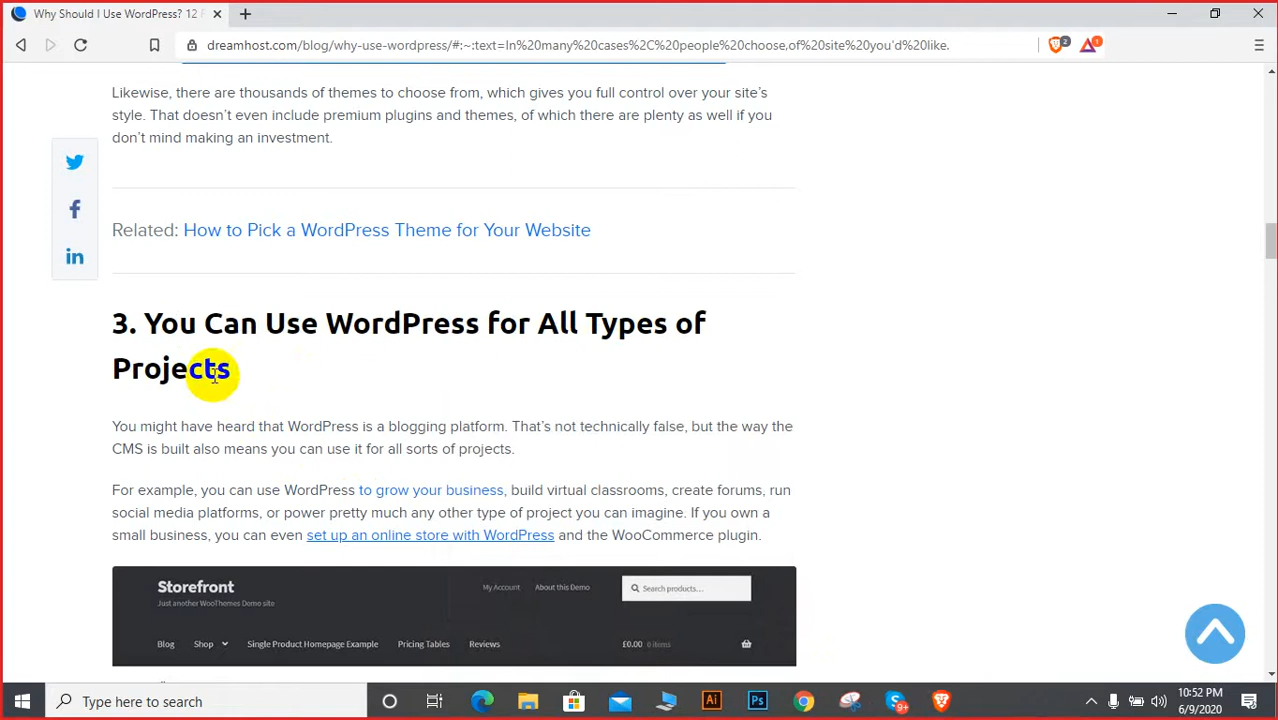 Why Should I Use WordPress? 12 R
dreamhost.com/blog/why-use-wordpress/#:~:text=In%20many%20cases%2C%20people%20choose,of%20site%20you'd%20like.
2
1
Likewise, there are thousands of themes to choose from, which gives you full control over your site's
style. That doesn't even include premium plugins and themes, of which there are plenty as well if you
don't mind making an investment.
Related: How to Pick a WordPress Theme for Your Website
3. You Can Use WordPress for All Types of
Projects
You might have heard that WordPress is a blogging platform. That's not technically false, but the way the
CMS is built also means you can use it for all sorts of projects.
For example, you can use WordPress to grow your business, build virtual classrooms, create forums, run
social media platforms, or power pretty much any other type of project you can imagine. If you own a
small business, you can even set up an online store with WordPress and the WooCommerce plugin.
Storefront
Just another WooThemes Demo site
My Account About this Demo
Search products...
Blog Shop Single Product Homepage Example Pricing Tables Reviews
£0.00 0 items
Type here to search
Ai
Ps
9+
10:52 PM
6/9/2020